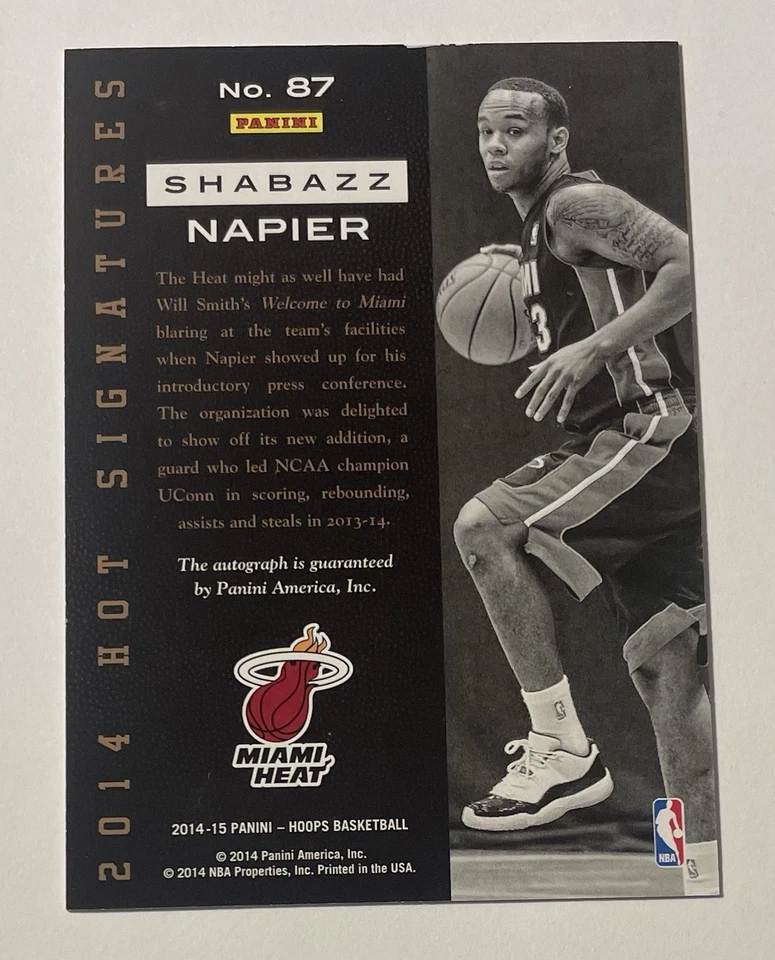 No. 87
PANINI
SHABAZZ
NAPIER
The Heat might as well have had
Will Smith's Welcome to Miami
blaring at the team's facilities
when Napier showed up for his
introductory press conference.
The organization was delighted
to show off its new addition, a
guard who led NCAA champion
UConn in scoring, rebounding,
assists and steals in 2013-14.
The autograph is guaranteed
by Panini America, Inc.
MIAMI
HEAT
2014-15 PANINI – HOOPS BASKETBALL
© 2014 Panini America, Inc.
© 2014 NBA Properties, Inc. Printed in the USA.
2014 HOT SIGNATURES
3
NBA